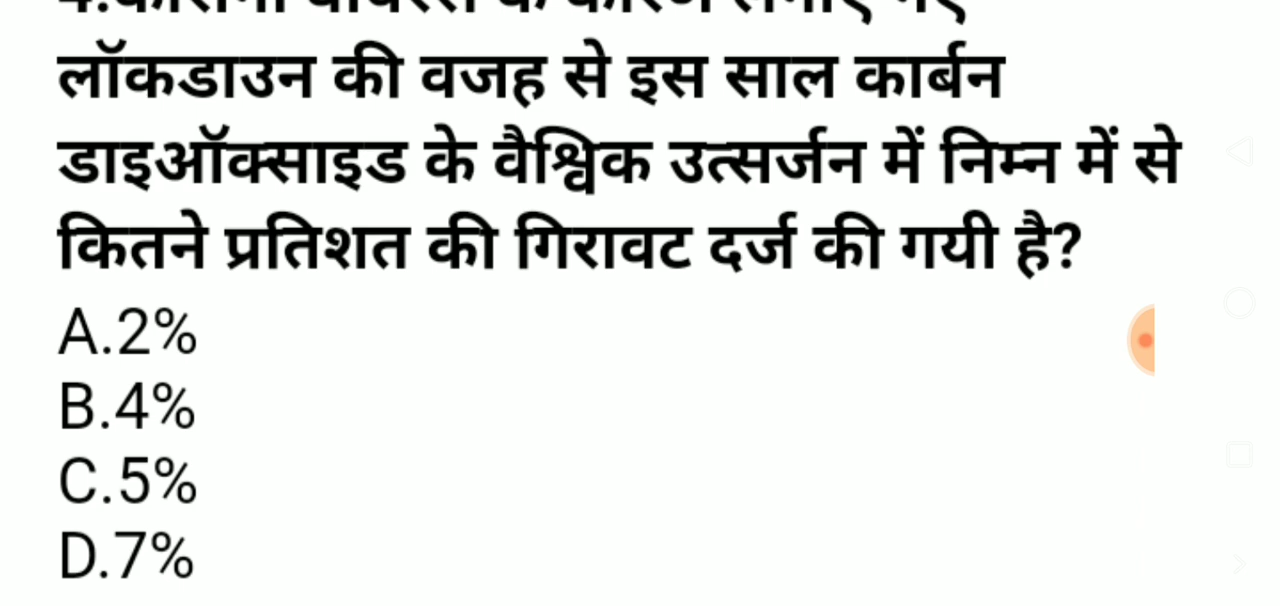 लॉकडाउन की वजह से इस साल कार्बन
डाइऑक्साइड के वैश्विक उत्सर्जन में निम्न में से
कितने प्रतिशत की गिरावट दर्ज की गयी है?
A.2%
B.4%
C.5%
D.7%